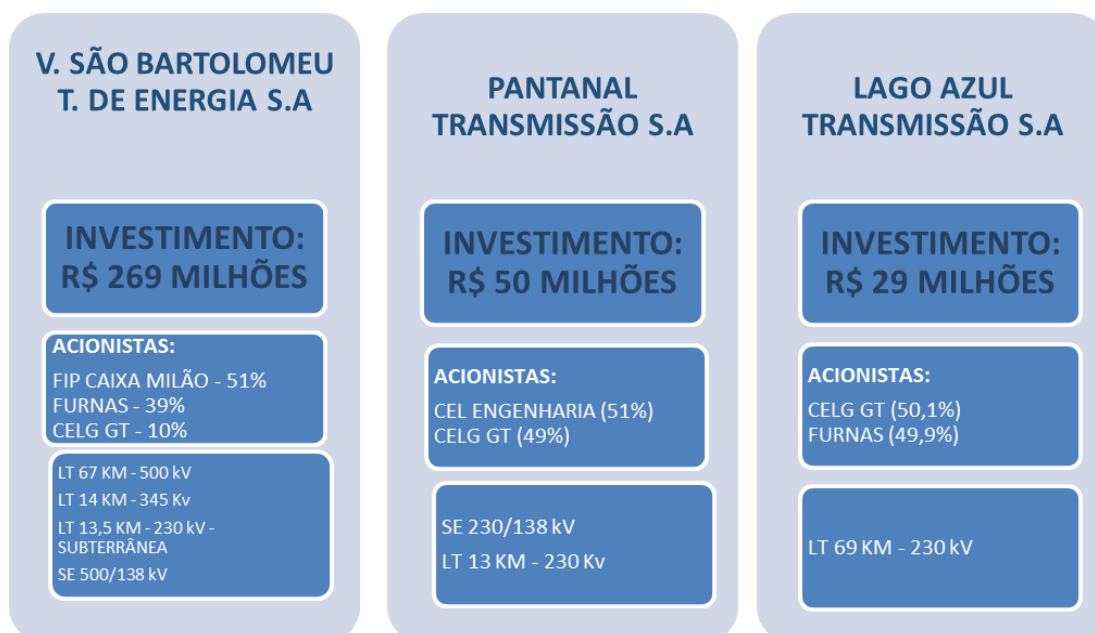 V. SÃO BARTOLOMEU
T. DE ENERGIA S.A
INVESTIMENTO:
R$ 269 MILHÕES
ACIONISTAS:
FIP CAIXA MILÃO - 51%
FURNAS - 39%
CELG GT - 10%
LT 67 KM - 500 kV
LT 14 KM - 345 Kv
LT 13,5 KM - 230 kV -
SUBTERRÂNEA
SE 500/138 kV
PANTANAL
TRANSMISSÃO S.A
INVESTIMENTO:
R$ 50 MILHÕES
ACIONISTAS:
CEL ENGENHARIA (51%)
CELG GT (49%)
SE 230/138 kV
LT 13 KM - 230 Kv
LAGO AZUL
TRANSMISSÃO S.A
INVESTIMENTO:
R$ 29 MILHÕES
ACIONISTAS:
CELG GT (50,1%)
FURNAS (49,9%)
LT 69 KM - 230 kV